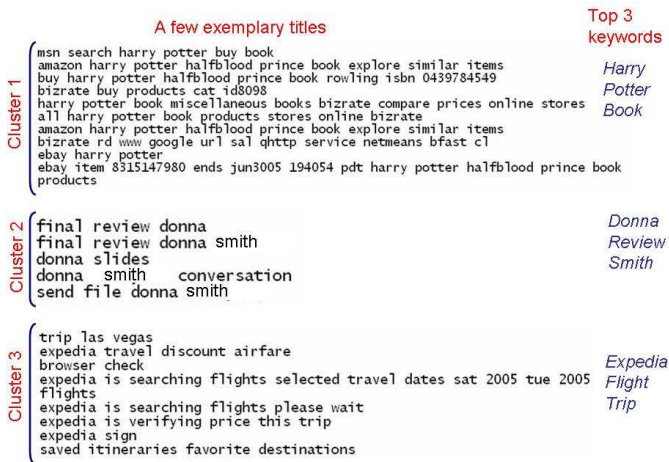 A few exemplary titles
Top 3
keywords
Cluster 1
msn search harry potter buy book
amazon harry potter halfblood prince book explore similar items
buy harry potter halfblood prince book rowling isbn 0439784549
bizrate buy products cat id8098
harry potter book miscellaneous books bizrate compare prices online stores
all harry potter book products stores online bizrate
amazon harry potter halfblood prince book explore similar items
bizrate rd www google url sal qhttp service netmeans bfast cl
ebay harry potter
ebay item 8315147980 ends jun3005 194054 pdt harry potter halfblood prince book
products
Harry
Potter
Book
Cluster 2
final review donna
final review donna smith
donna slides
donna smith conversation
send file donna smith
Donna
Review
Smith
Cluster 3
trip las vegas
expedia travel discount airfare
browser check
expedia is searching flights selected travel dates sat 2005 tue 2005
flights
expedia is searching flights please wait
expedia is verifying price this trip
expedia sign
saved itineraries favorite destinations
Expedia
Flight
Trip